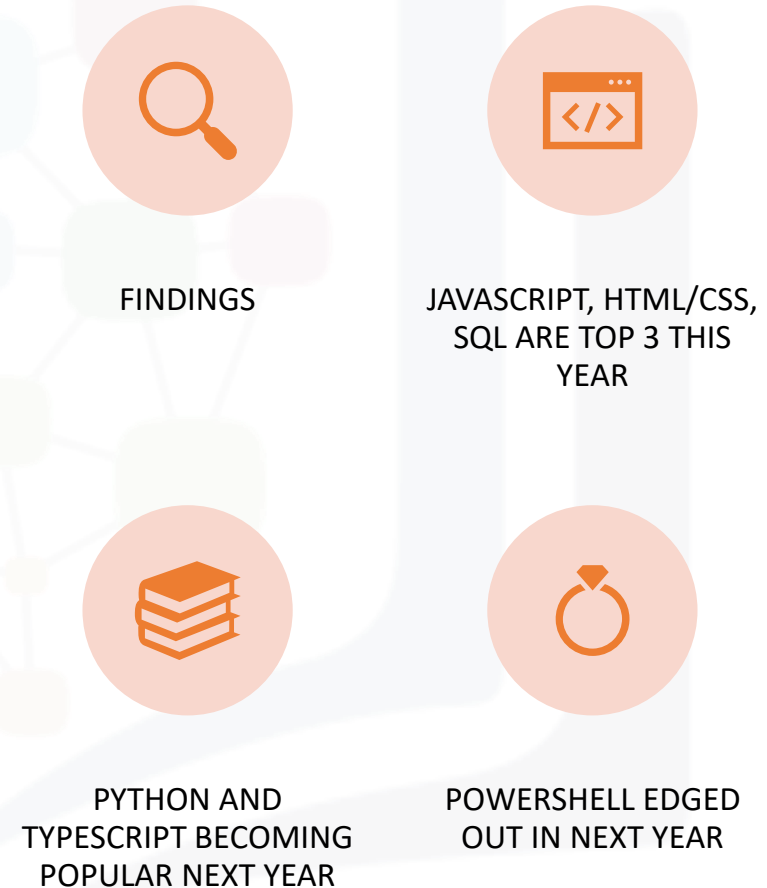 FINDINGS
JAVASCRIPT, HTML/CSS,
SQL ARE TOP 3 THIS
YEAR
PYTHON AND
TYPESCRIPT BECOMING
POPULAR NEXT YEAR
POWERSHELL EDGED
OUT IN NEXT YEAR